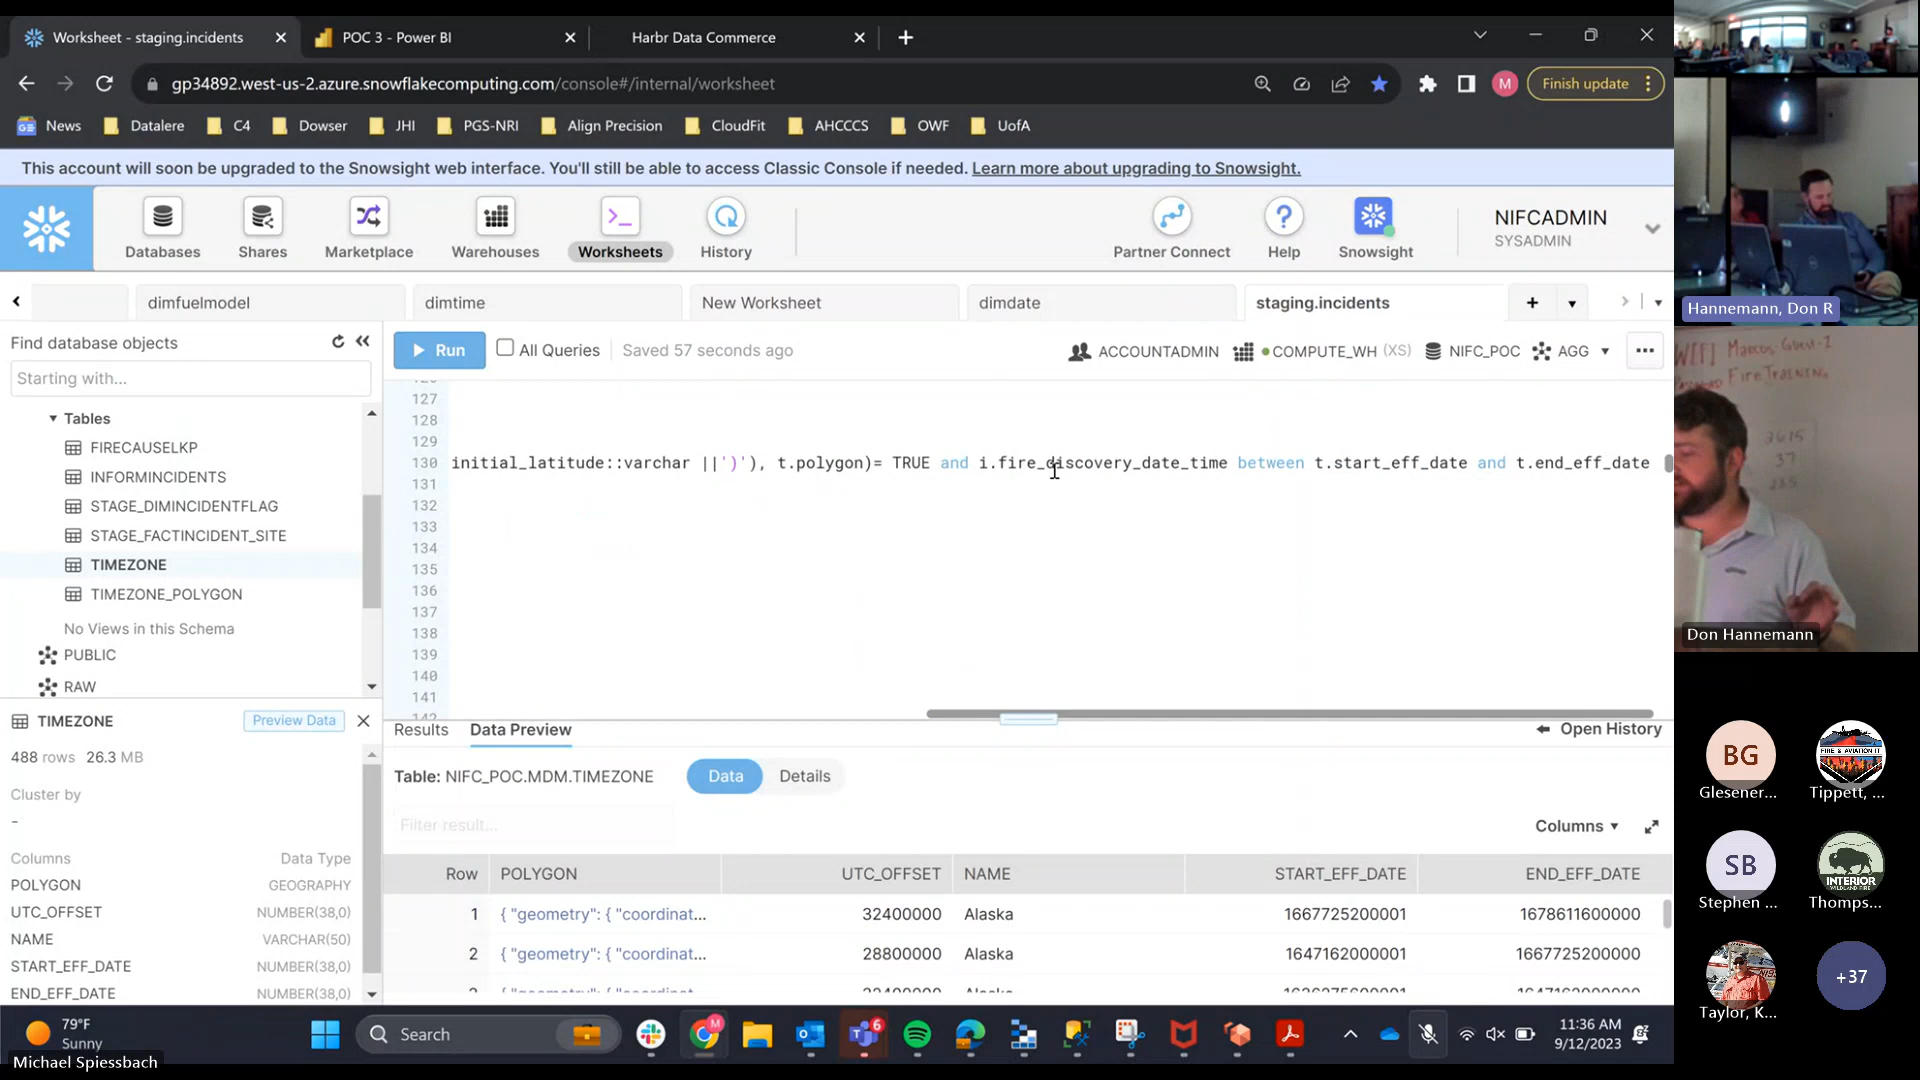 Worksheet - staging.incidents
POC 3 - Power BI
Harbr Data Commerce
gp34892.west-us-2.azure.snowflakecomputing.com/console#/internal/worksheet
M
Finish update
News
Datalere
C4
Dowser
JHI
PGS-NRI
Align Precision
CloudFit
AHCCCS
OWF
UofA
This account will soon be upgraded to the Snowsight web interface. You'll still be able to access Classic Console if needed. Learn more about upgrading to Snowsight.
Databases
Shares
Marketplace
Warehouses
Worksheets
History
Partner Connect
Help
Snowsight
NIFCADMIN
SYSADMIN
dimfuelmodel
dimtime
New Worksheet
dimdate
staging.incidents
Find database objects
Starting with...
Run
All Queries
Saved 57 seconds ago
ACCOUNTADMIN
COMPUTE_WH (XS)
NIFC_POC
AGG
Tables
FIRECAUSELKP
INFORMINCIDENTS
STAGE_DIMINCIDENTFLAG
STAGE_FACTINCIDENT_SITE
TIMEZONE
TIMEZONE_POLYGON
No Views in this Schema
PUBLIC
RAW
127
128
129
130 initial_latitude::varchar ||')'), t.polygon)= TRUE and i.fire_discovery_date_time between t.start_eff_date and t.end_eff_date
131
132
133
134
135
136
137
138
139
140
141
TIMEZONE
Preview Data
488 rows 26.3 MB
Cluster by
-
Columns Data Type
POLYGON GEOGRAPHY
UTC_OFFSET NUMBER(38,0)
NAME VARCHAR(50)
START_EFF_DATE NUMBER(38,0)
END_EFF_DATE NUMBER(38,0)
Results
Data Preview
Open History
Table: NIFC_POC.MDM.TIMEZONE
Data
Details
Filter result...
Columns
Row POLYGON UTC_OFFSET NAME START_EFF_DATE END_EFF_DATE
1 { "geometry": { "coordinat... 32400000 Alaska 1667725200001 1678611600000
2 { "geometry": { "coordinat... 28800000 Alaska 1647162000001 1667725200000
79°F
Sunny
Search
6
11:36 AM
9/12/2023
Michael Spiessbach
Hannemann, Don R
Marcos-Guest-2
Fire Training
Don Hannemann
BG
Glesener...
FIRE & AVIATION IT
Tippett, ...
SB
Stephen ...
INTERIOR
Thomps...
Taylor, K...
+37